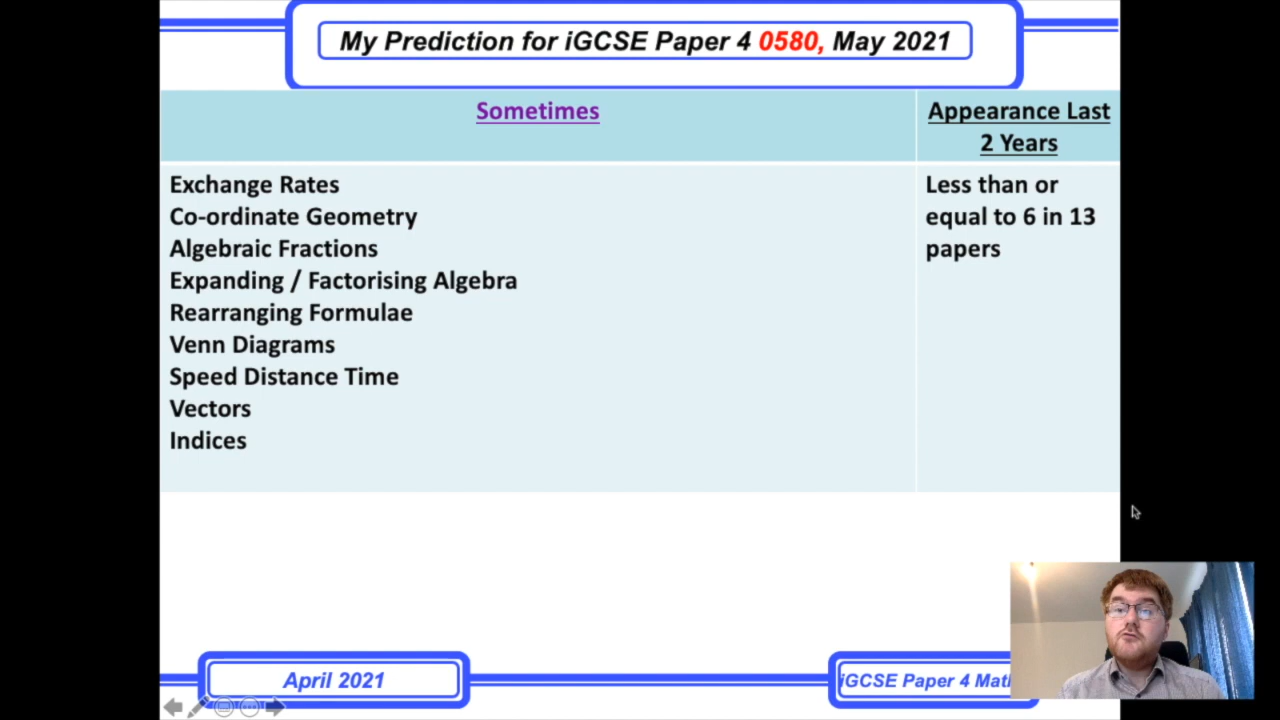 My Prediction for iGCSE Paper 4 0580, May 2021
Sometimes
Appearance Last
2 Years
Exchange Rates
Co-ordinate Geometry
Algebraic Fractions
Expanding / Factorising Algebra
Rearranging Formulae
Venn Diagrams
Speed Distance Time
Vectors
Indices
Less than or
equal to 6 in 13
papers
April 2021
iGCSE Paper 4